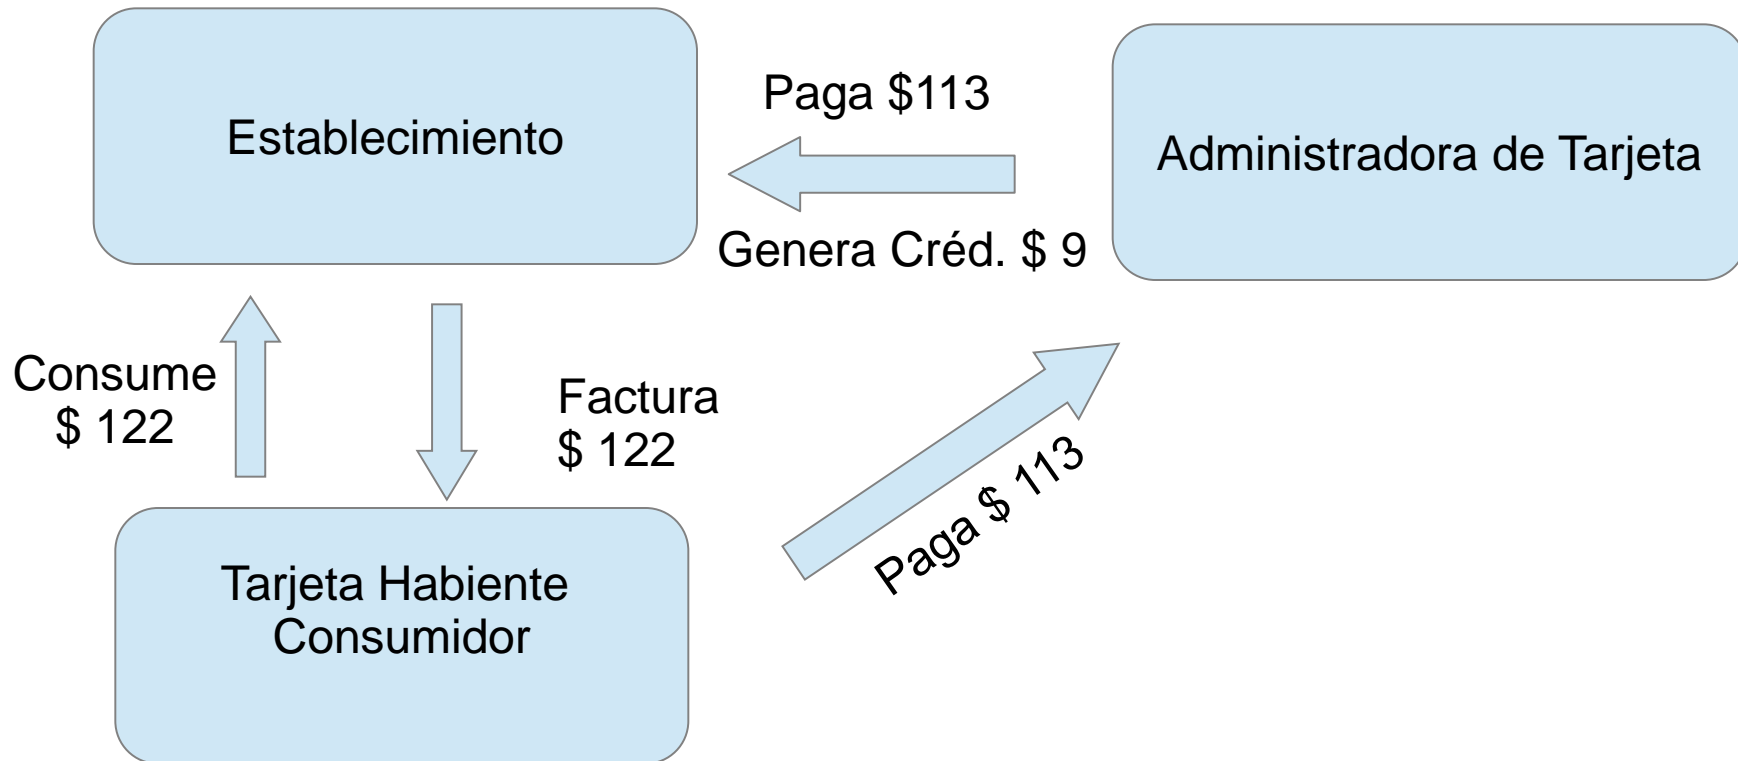 Establecimiento
Paga $113
Administradora de Tarjeta
Genera Créd. $ 9
Consume
$ 122
Factura
$ 122
Paga $ 113
Tarjeta Habiente
Consumidor